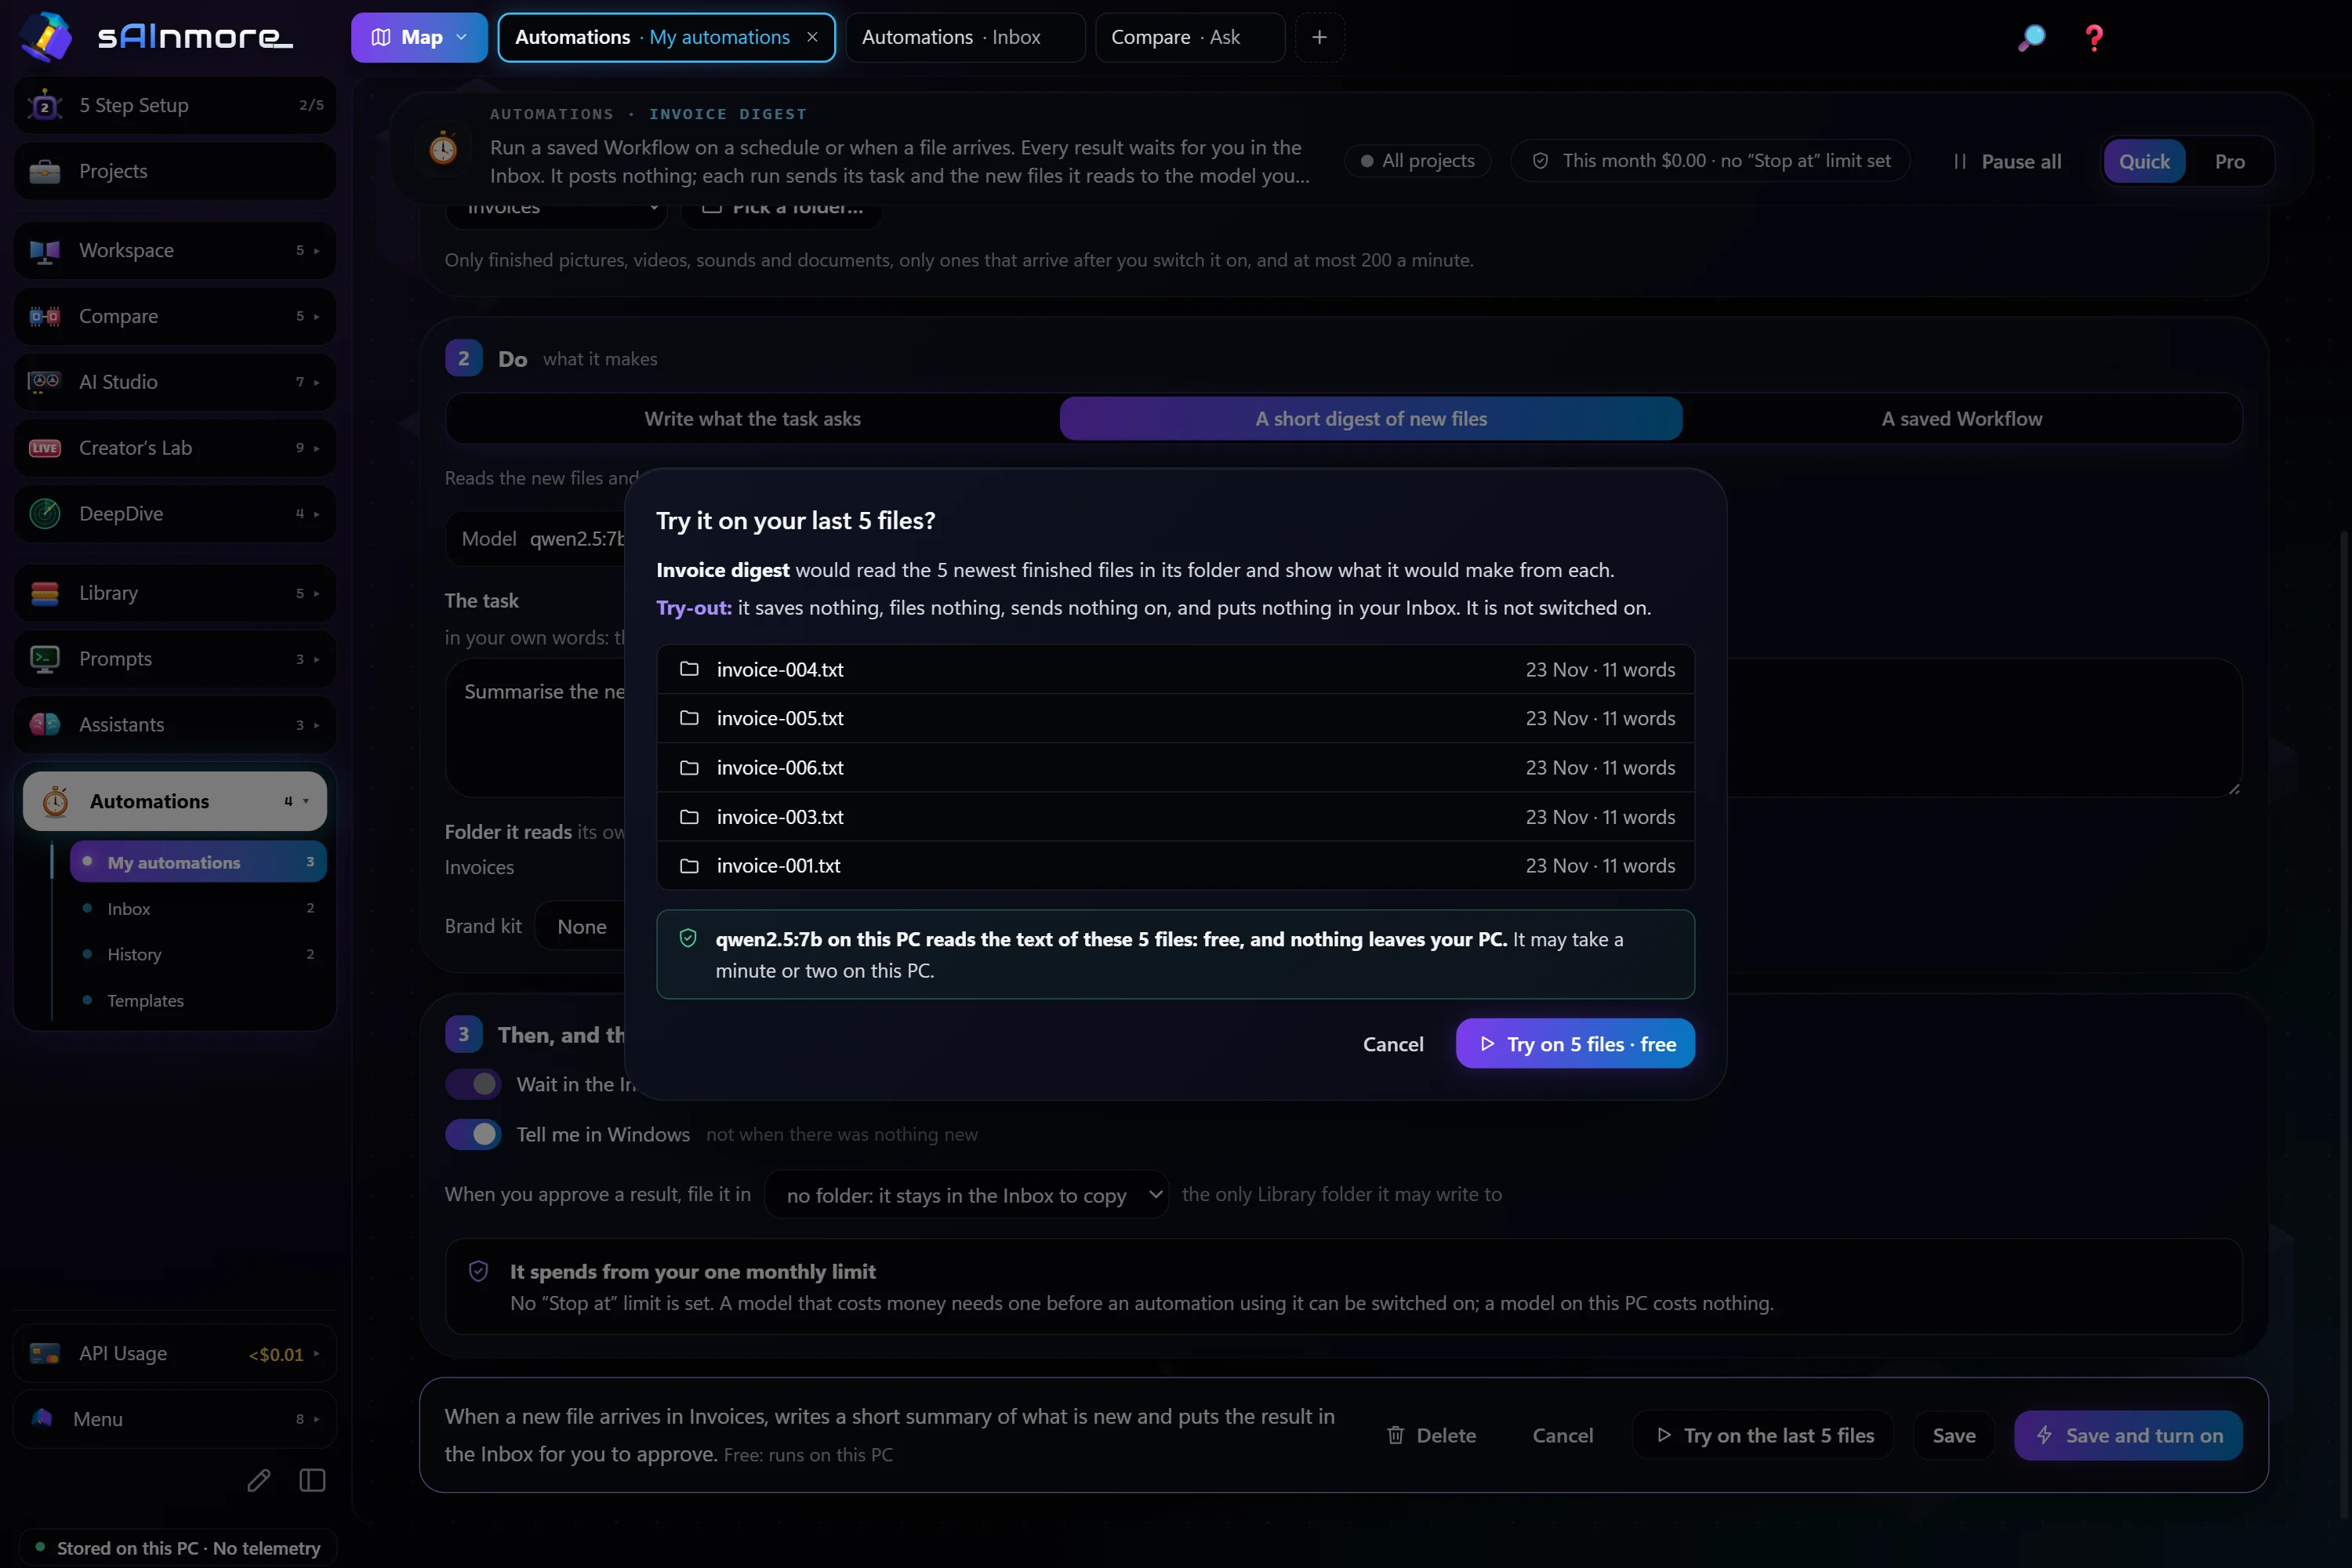 sAInmore_
Map
Automations · My automations ×
Automations · Inbox
Compare · Ask
+
5 Step Setup 2/5
Projects
Workspace 5
Compare 5
AI Studio 7
LIVE Creator's Lab 9
DeepDive 4
Library 5
Prompts 3
Assistants 3
Automations 4
My automations 3
Inbox 2
History 2
Templates
API Usage <$0.01
Menu 8
Stored on this PC · No telemetry
AUTOMATIONS · INVOICE DIGEST
Run a saved Workflow on a schedule or when a file arrives. Every result waits for you in the
Inbox. It posts nothing; each run sends its task and the new files it reads to the model you...
All projects
This month $0.00 · no “Stop at” limit set
Pause all
Quick
Pro
Invoices
Pick a folder...
Only finished pictures, videos, sounds and documents, only ones that arrive after you switch it on, and at most 200 a minute.
2 Do what it makes
Write what the task asks
A short digest of new files
A saved Workflow
Reads the new files and
Model qwen2.5:7b
The task
in your own words:
Summarise the
Folder it reads its
Invoices
Brand kit None
Try it on your last 5 files?
Invoice digest would read the 5 newest finished files in its folder and show what it would make from each.
Try-out: it saves nothing, files nothing, sends nothing on, and puts nothing in your Inbox. It is not switched on.
invoice-004.txt 23 Nov · 11 words
invoice-005.txt 23 Nov · 11 words
invoice-006.txt 23 Nov · 11 words
invoice-003.txt 23 Nov · 11 words
invoice-001.txt 23 Nov · 11 words
qwen2.5:7b on this PC reads the text of these 5 files: free, and nothing leaves your PC. It may take a
minute or two on this PC.
Cancel
Try on 5 files · free
3 Then, and
Wait in the
Tell me in Windows not when there was nothing new
When you approve a result, file it in no folder: it stays in the Inbox to copy the only Library folder it may write to
It spends from your one monthly limit
No “Stop at” limit is set. A model that costs money needs one before an automation using it can be switched on; a model on this PC costs nothing.
When a new file arrives in Invoices, writes a short summary of what is new and puts the result in
the Inbox for you to approve. Free: runs on this PC
Delete
Cancel
Try on the last 5 files
Save
Save and turn on